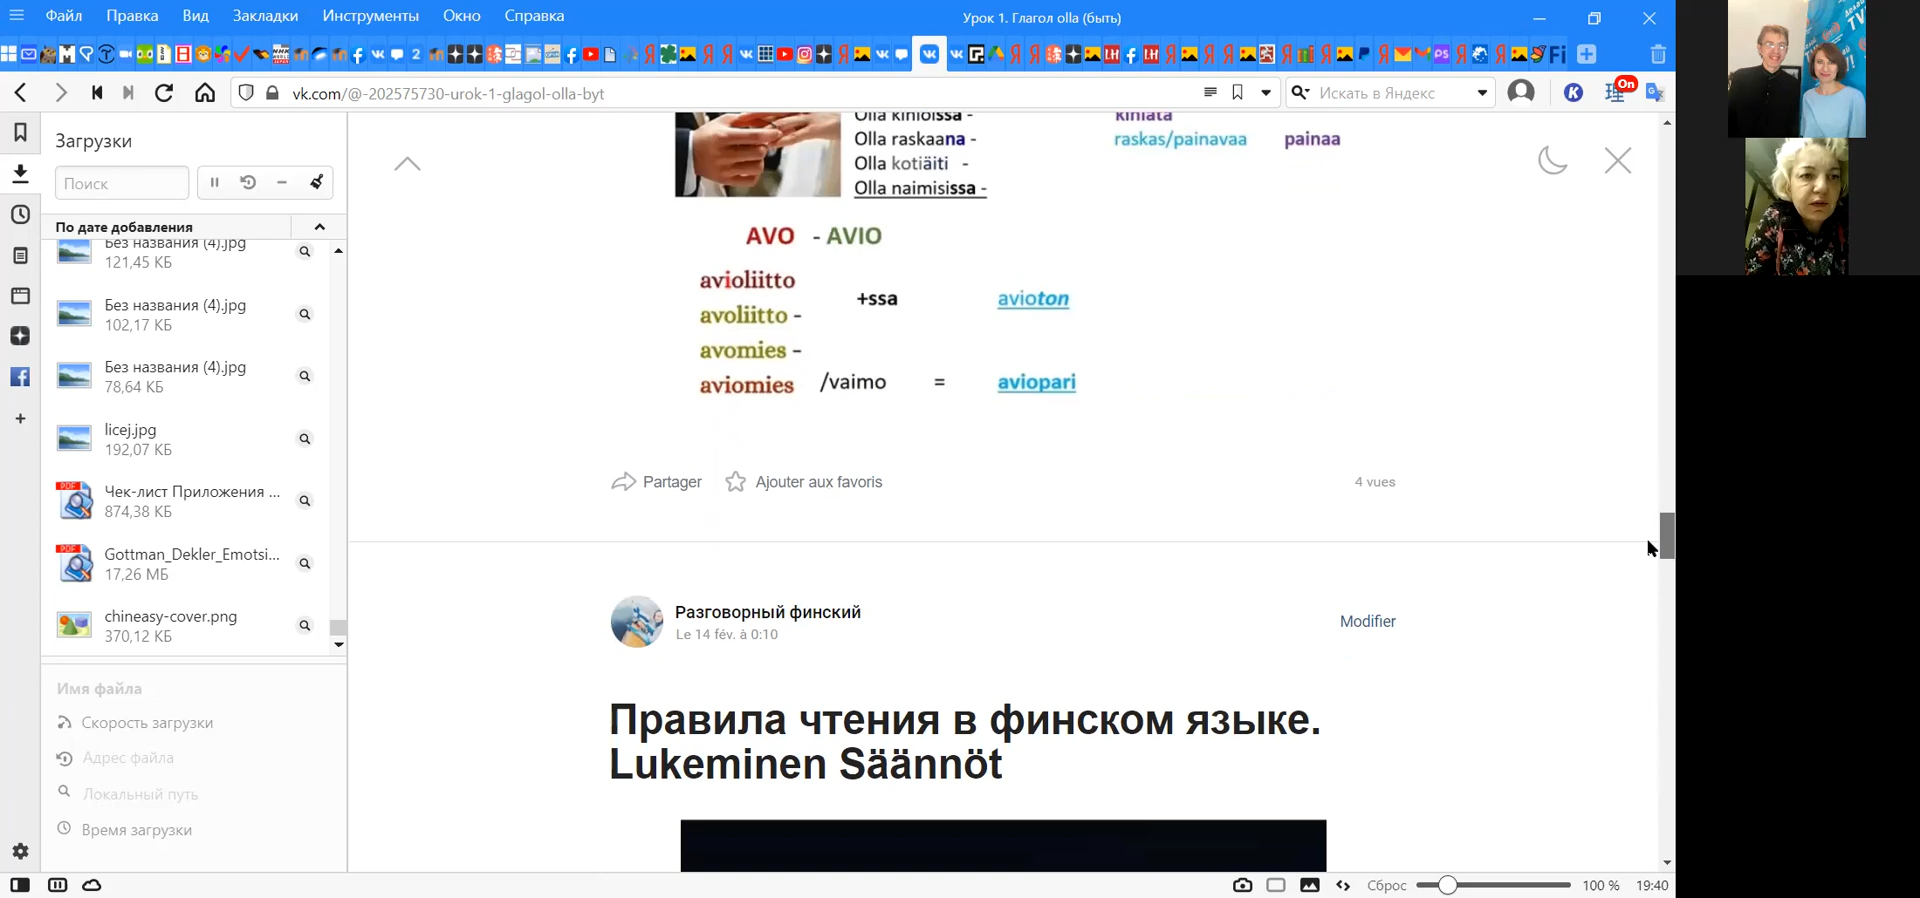 Файл Правка Вид Закладки Инструменты Окно Справка
Урок 1. Глагол olla (быть)
vk.com/@-202575730-urok-1-glagol-olla-byt
Искать в Яндекс
On
Загрузки
Поиск
По дате добавления
Без названия (4).jpg
121,45 КБ
Без названия (4).jpg
102,17 КБ
Без названия (4).jpg
78,64 КБ
licej.jpg
192,07 КБ
Чек-лист Приложения ...
874,38 КБ
Gottman_Dekler_Emotsi...
17,26 МБ
chineasy-cover.png
370,12 КБ
Имя файла
Скорость загрузки
Адрес файла
Локальный путь
Время загрузки
Olla kihloissa - kihlata
Olla raskaana - raskas/painavaa painaa
Olla kotiäiti -
Olla naimisissa -
AVO - AVIO
avioliitto
+ssa avioton
avoliitto -
avomies -
aviomies /vaimo = aviopari
Partager Ajouter aux favoris 4 vues
Разговорный финский
Le 14 fév. à 0:10
Modifier
Правила чтения в финском языке.
Lukeminen Säännöt
Сброс 100 % 19:40